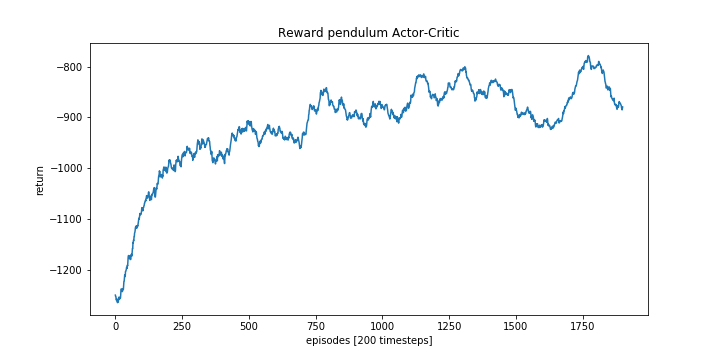 Reward pendulum Actor-Critic
−800
−900
−1000
−1100
−1200
return
0 250 500 750 1000 1250 1500 1750
episodes [200 timesteps]